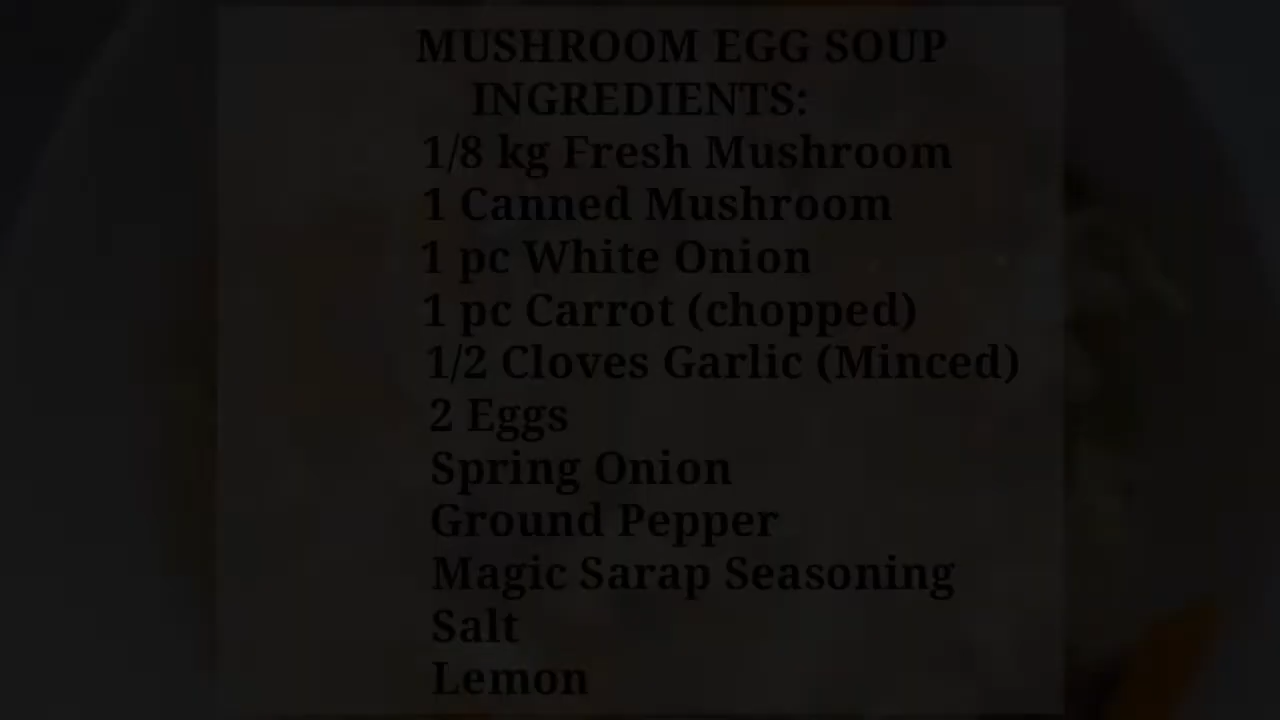 MUSHROOM EGG SOUP
INGREDIENTS:
1/8 kg Fresh Mushroom
1 Canned Mushroom
1 pc White Onion
1 pc Carrot (chopped)
1/2 Cloves Garlic (Minced)
2 Eggs
Spring Onion
Ground Pepper
Magic Sarap Seasoning
Salt
Lemon